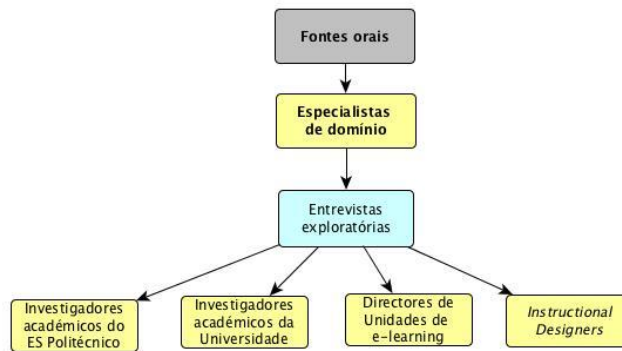 Fontes orais
Especialistas
de domínio
Entrevistas
exploratórias
Investigadores
académicos do
ES Politécnico
Investigadores
académicos da
Universidade
Directores de
Unidades de
e-learning
Instructional
Designers